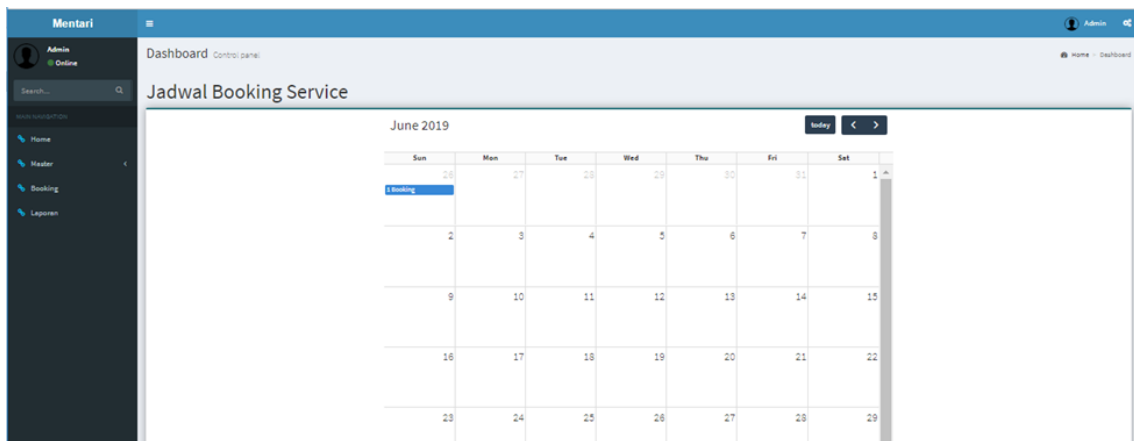 Mentari
Admin
Admin
Online
Search...
MAIN NAVIGATION
Home
Master
Booking
Laporan
Dashboard Control panel
Home > Dashboard
Jadwal Booking Service
June 2019
today
Sun Mon Tue Wed Thu Fri Sat
26 27 28 29 30 31 1
1 Booking
2 3 4 5 6 7 8
9 10 11 12 13 14 15
16 17 18 19 20 21 22
23 24 25 26 27 28 29